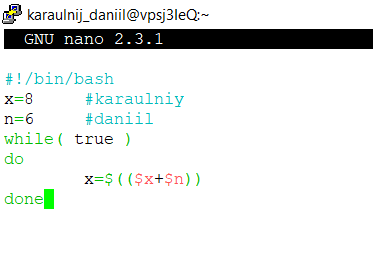 karaulnij_daniil@vpsj3IeQ:~
GNU nano 2.3.1
#!/bin/bash
x=8 #karaulniy
n=6 #daniil
while( true )
do
x=$(($x+$n))
done